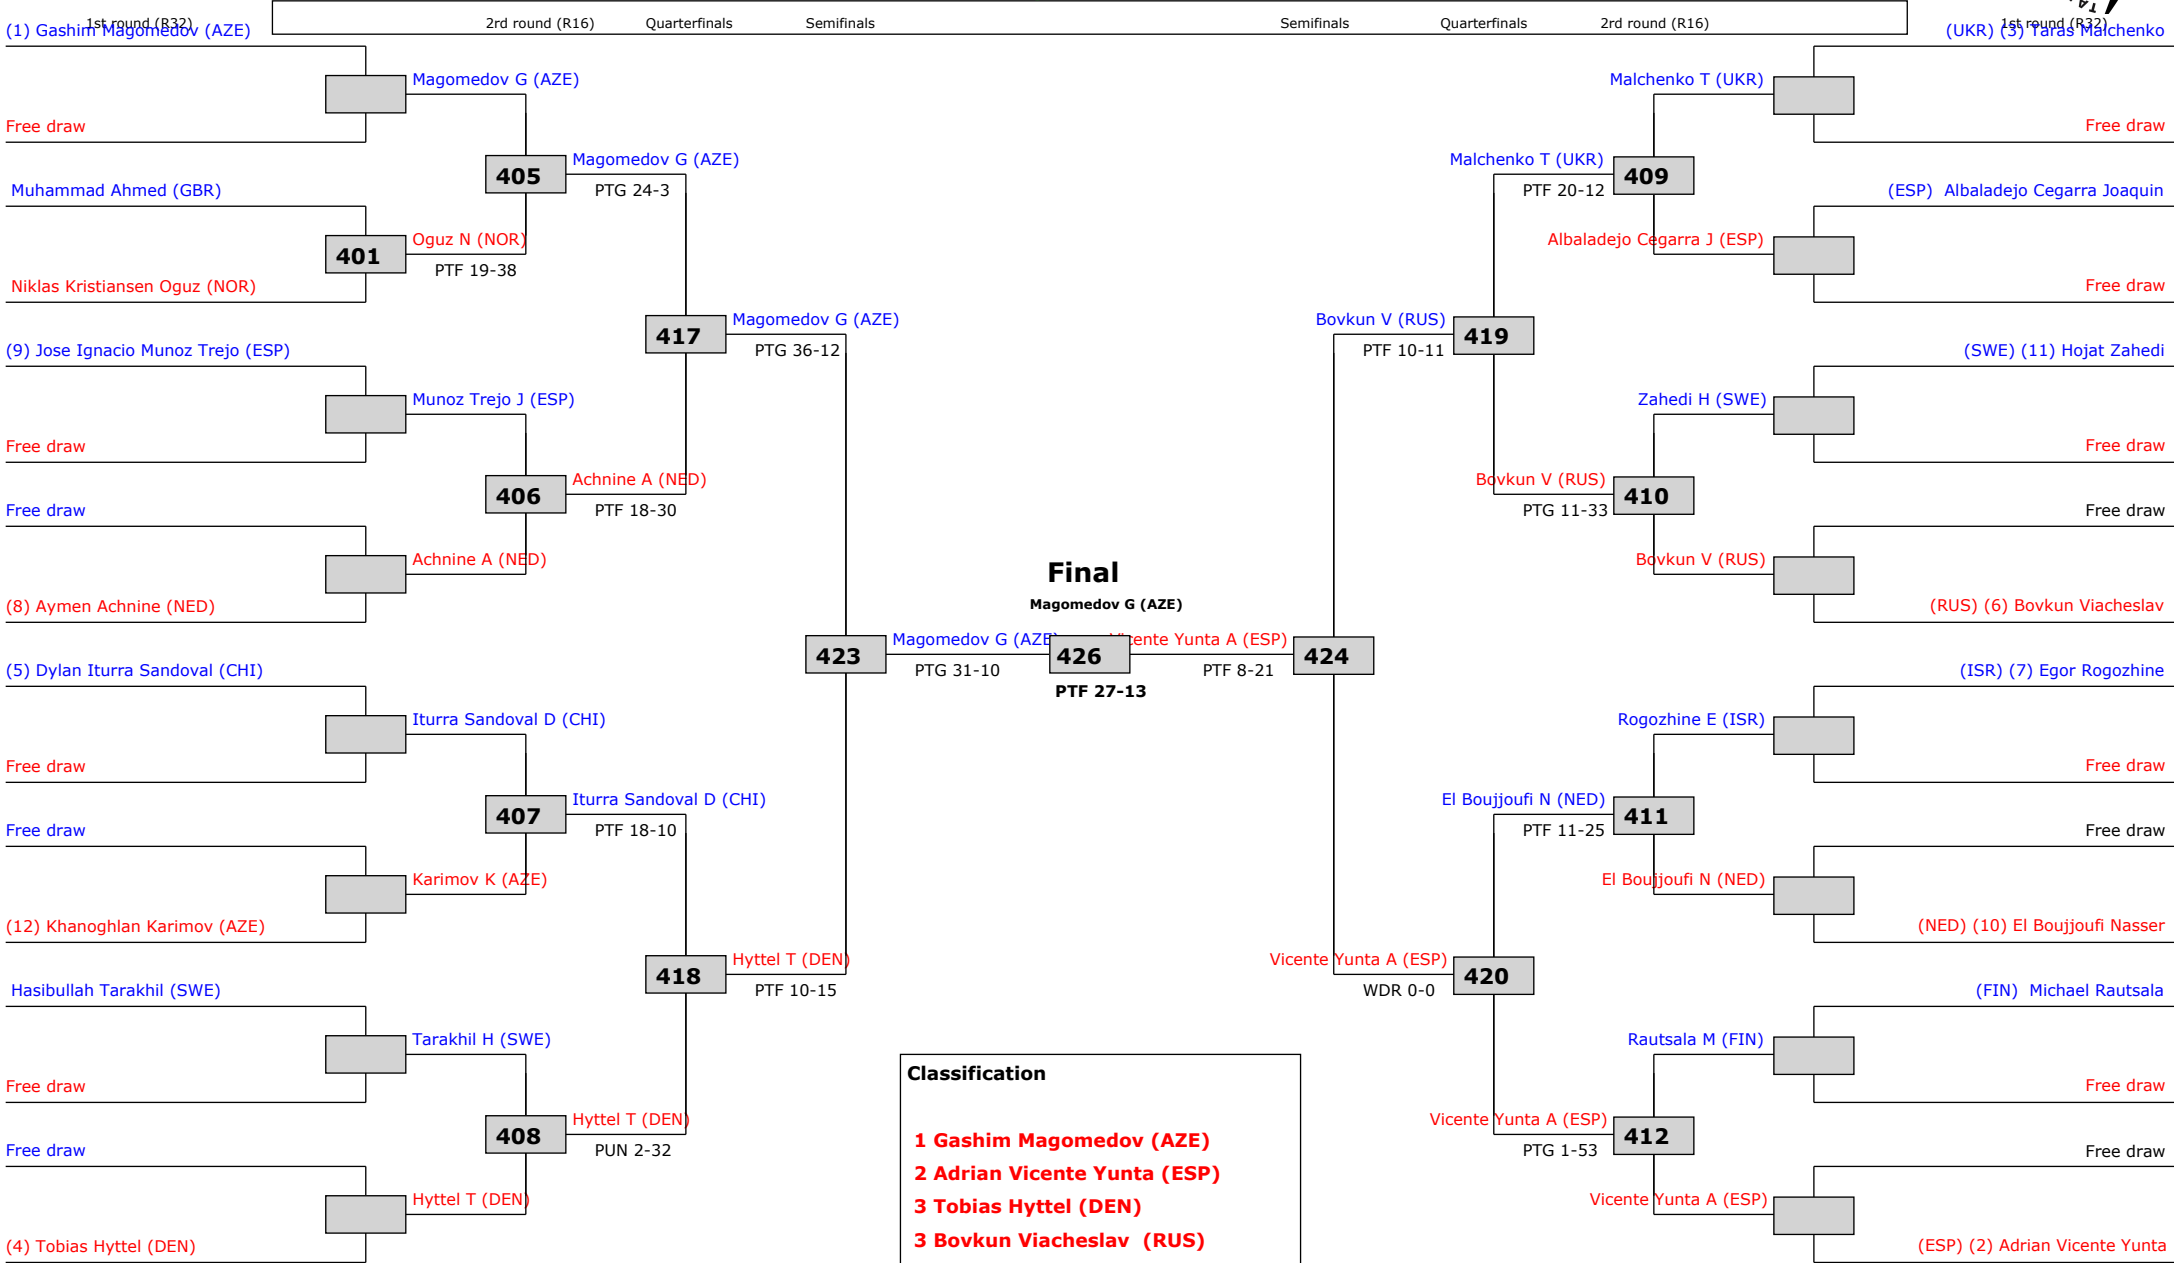 1st round (R32)
2rd round (R16)
Quarterfinals
Semifinals
Semifinals
Quarterfinals
2rd round (R16)
1st round (R32)
(1) Gashim Magomedov (AZE)
Magomedov G (AZE)
Free draw
405
Magomedov G (AZE)
PTG 24-3
Muhammad Ahmed (GBR)
401
Oguz N (NOR)
PTF 19-38
Niklas Kristiansen Oguz (NOR)
417
Magomedov G (AZE)
PTG 36-12
(9) Jose Ignacio Munoz Trejo (ESP)
Munoz Trejo J (ESP)
Free draw
406
Achnine A (NED)
PTF 18-30
Free draw
Achnine A (NED)
(8) Aymen Achnine (NED)
423
Magomedov G (AZE)
PTG 31-10
(5) Dylan Iturra Sandoval (CHI)
Iturra Sandoval D (CHI)
Free draw
407
Iturra Sandoval D (CHI)
PTF 18-10
Free draw
Karimov K (AZE)
(12) Khanoghlan Karimov (AZE)
418
Hyttel T (DEN)
PTF 10-15
Hasibullah Tarakhil (SWE)
Tarakhil H (SWE)
Free draw
408
Hyttel T (DEN)
PUN 2-32
Free draw
Hyttel T (DEN)
(4) Tobias Hyttel (DEN)
Final
Magomedov G (AZE)
426
PTF 27-13
(UKR) (3) Taras Malchenko
Malchenko T (UKR)
Free draw
Malchenko T (UKR)
409
PTF 20-12
(ESP) Albaladejo Cegarra Joaquin
Albaladejo Cegarra J (ESP)
Free draw
Bovkun V (RUS)
419
PTF 10-11
(SWE) (11) Hojat Zahedi
Zahedi H (SWE)
Free draw
Bovkun V (RUS)
410
PTG 11-33
Free draw
Bovkun V (RUS)
(RUS) (6) Bovkun Viacheslav
Vicente Yunta A (ESP)
424
PTF 8-21
(ISR) (7) Egor Rogozhine
Rogozhine E (ISR)
Free draw
El Boujjoufi N (NED)
411
PTF 11-25
Free draw
El Boujjoufi N (NED)
(NED) (10) El Boujjoufi Nasser
Vicente Yunta A (ESP)
420
WDR 0-0
(FIN) Michael Rautsala
Rautsala M (FIN)
Free draw
Vicente Yunta A (ESP)
412
PTG 1-53
Free draw
Vicente Yunta A (ESP)
(ESP) (2) Adrian Vicente Yunta
Classification
1 Gashim Magomedov (AZE)
2 Adrian Vicente Yunta (ESP)
3 Tobias Hyttel (DEN)
3 Bovkun Viacheslav (RUS)